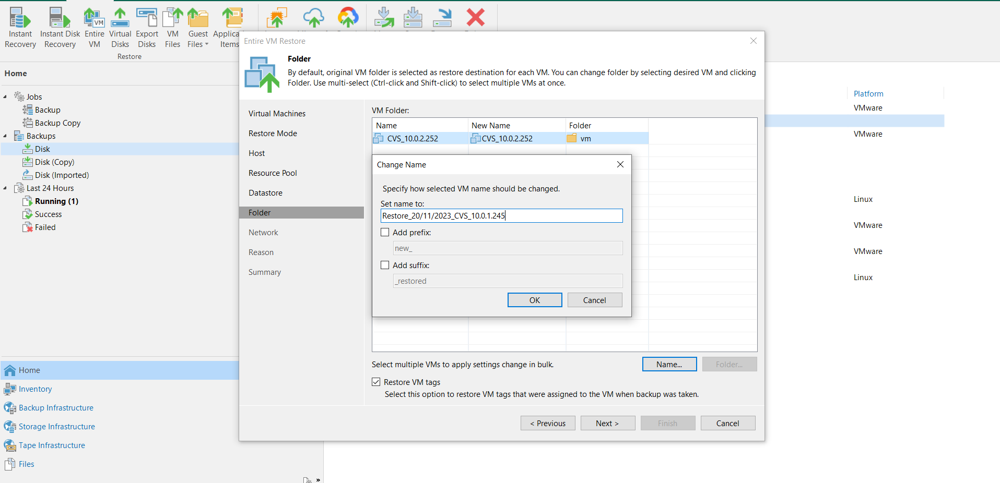 Instant Recovery
Instant Disk Recovery
Entire VM
Virtual Disks
Export Disks
VM Files
Guest Files
Items
Restore
Home
Jobs
Backup
Backup Copy
Backups
Disk
Disk (Copy)
Disk (Imported)
Last 24 Hours
Running (1)
Success
Failed
Home
Inventory
Backup Infrastructure
Storage Infrastructure
Tape Infrastructure
Files
»
Entire VM Restore
Folder
By default, original VM folder is selected as restore destination for each VM. You can change folder by selecting desired VM and clicking
Folder. Use multi-select (Ctrl-click and Shift-click) to select multiple VMs at once.
Virtual Machines
Restore Mode
Host
Resource Pool
Datastore
Folder
Network
Reason
Summary
VM Folder:
Name New Name Folder
CVS_10.0.2.252 CVS_10.0.2.252 vm
Change Name
Specify how selected VM name should be changed.
Set name to:
Restore_20/11/2023_CVS_10.0.1.245
Add prefix:
new_
Add suffix:
_restored
OK Cancel
Select multiple VMs to apply settings change in bulk.
Name... Folder...
Restore VM tags
Select this option to restore VM tags that were assigned to the VM when backup was taken.
< Previous Next > Finish Cancel
Platform
VMware
VMware
Linux
VMware
VMware
Linux